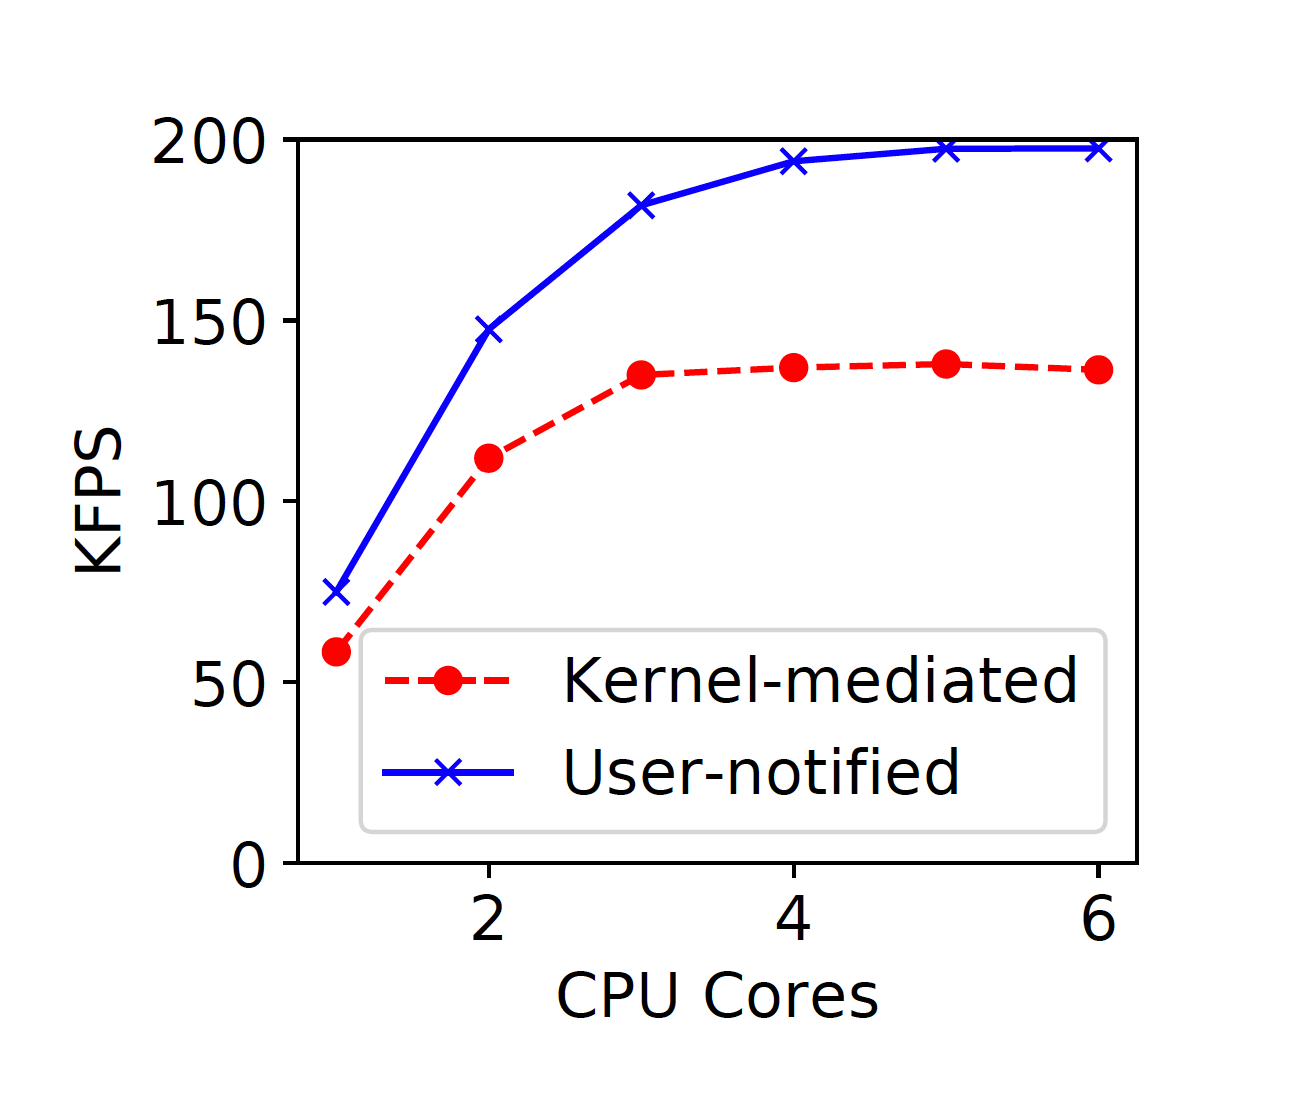 200
150
100
50
0
KFPS
Kernel-mediated
User-notified
2 4 6
CPU Cores